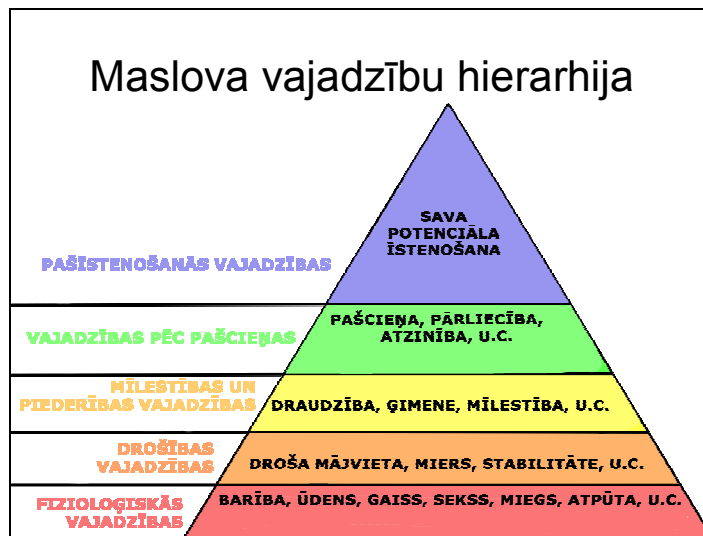 Maslova vajadzību hierarhija
SAVA
POTENCIĀLA
ĪSTENOŠANA
PAŠĪSTENOŠANĀS VAJADZĪBAS
PAŠCIEŅA, PĀRLIECĪBA,
ATZINĪBA, U.C.
VAJADZĪBAS PĒC PAŠCIEŅAS
MĪLESTĪBAS UN
PIEDERĪBAS VAJADZĪBAS
DRAUDZĪBA, ĢIMENE, MĪLESTĪBA, U.C.
DROŠĪBAS
VAJADZĪBAS
DROŠA MĀJVIETA, MIERS, STABILITĀTE, U.C.
FIZIOLOĢISKĀS
VAJADZĪBAS
BARĪBA, ŪDENS, GAISS, SEKSS, MIEGS, ATPŪTA, U.C.